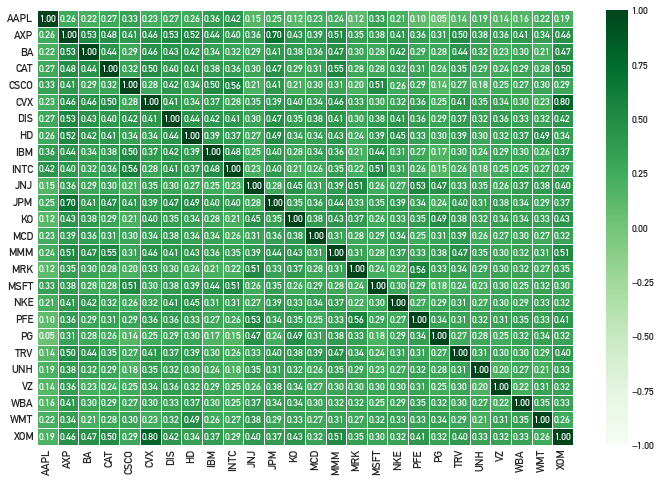 AAPL 1.00 0.26 0.22 0.27 0.33 0.23 0.27 0.26 0.36 0.42 0.15 0.25 0.12 0.23 0.24 0.12 0.33 0.21 0.10 0.05 0.14 0.19 0.14 0.16 0.22 0.19
AXP 0.26 1.00 0.53 0.48 0.41 0.46 0.53 0.52 0.44 0.40 0.36 0.70 0.43 0.39 0.51 0.35 0.38 0.41 0.36 0.31 0.50 0.38 0.36 0.41 0.34 0.46
BA 0.22 0.53 1.00 0.44 0.29 0.46 0.43 0.42 0.34 0.32 0.29 0.41 0.38 0.36 0.47 0.30 0.28 0.42 0.29 0.28 0.44 0.32 0.23 0.30 0.21 0.47
CAT 0.27 0.48 0.44 1.00 0.32 0.50 0.40 0.41 0.38 0.36 0.30 0.47 0.29 0.31 0.55 0.28 0.28 0.32 0.31 0.26 0.35 0.29 0.24 0.29 0.28 0.50
CSCO 0.33 0.41 0.29 0.32 1.00 0.28 0.42 0.34 0.50 0.56 0.21 0.41 0.21 0.30 0.31 0.20 0.51 0.26 0.29 0.14 0.27 0.18 0.25 0.27 0.30 0.29
CVX 0.23 0.46 0.46 0.50 0.28 1.00 0.41 0.34 0.37 0.28 0.35 0.39 0.40 0.34 0.46 0.33 0.30 0.32 0.36 0.25 0.41 0.35 0.34 0.30 0.23 0.80
DIS 0.27 0.53 0.43 0.40 0.42 0.41 1.00 0.44 0.42 0.41 0.30 0.47 0.35 0.38 0.41 0.30 0.38 0.41 0.36 0.29 0.37 0.32 0.36 0.33 0.32 0.42
HD 0.26 0.52 0.42 0.41 0.34 0.34 0.44 1.00 0.39 0.37 0.27 0.49 0.34 0.34 0.43 0.24 0.39 0.45 0.33 0.30 0.39 0.30 0.32 0.37 0.49 0.34
IBM 0.36 0.44 0.34 0.38 0.50 0.37 0.42 0.39 1.00 0.48 0.25 0.40 0.28 0.34 0.36 0.21 0.44 0.31 0.27 0.17 0.30 0.24 0.29 0.30 0.26 0.37
INTC 0.42 0.40 0.32 0.36 0.56 0.28 0.41 0.37 0.48 1.00 0.23 0.40 0.21 0.26 0.35 0.22 0.51 0.31 0.26 0.15 0.26 0.18 0.25 0.25 0.27 0.29
JNJ 0.15 0.36 0.29 0.30 0.21 0.35 0.30 0.27 0.25 0.23 1.00 0.28 0.45 0.31 0.39 0.51 0.26 0.27 0.53 0.47 0.33 0.35 0.26 0.37 0.38 0.40
JPM 0.25 0.70 0.41 0.47 0.41 0.39 0.47 0.49 0.40 0.40 0.28 1.00 0.35 0.36 0.44 0.33 0.35 0.39 0.34 0.24 0.40 0.31 0.38 0.34 0.29 0.37
KO 0.12 0.43 0.38 0.29 0.21 0.40 0.35 0.34 0.28 0.21 0.45 0.35 1.00 0.38 0.43 0.37 0.26 0.33 0.35 0.49 0.38 0.32 0.34 0.34 0.33 0.43
MCD 0.23 0.39 0.36 0.31 0.30 0.34 0.38 0.34 0.34 0.26 0.31 0.36 0.38 1.00 0.31 0.28 0.29 0.34 0.25 0.31 0.39 0.26 0.27 0.30 0.27 0.32
MMM 0.24 0.51 0.47 0.55 0.31 0.46 0.41 0.43 0.36 0.35 0.39 0.44 0.43 0.31 1.00 0.31 0.28 0.37 0.33 0.38 0.47 0.35 0.30 0.32 0.31 0.51
MRK 0.12 0.35 0.30 0.28 0.20 0.33 0.30 0.24 0.21 0.22 0.51 0.33 0.37 0.28 0.31 1.00 0.24 0.22 0.56 0.33 0.34 0.29 0.30 0.32 0.27 0.35
MSFT 0.33 0.38 0.28 0.28 0.51 0.30 0.38 0.39 0.44 0.51 0.26 0.35 0.26 0.29 0.28 0.24 1.00 0.30 0.29 0.18 0.24 0.23 0.30 0.25 0.32 0.30
NKE 0.21 0.41 0.42 0.32 0.26 0.32 0.41 0.45 0.31 0.31 0.27 0.39 0.33 0.34 0.37 0.22 0.30 1.00 0.27 0.29 0.31 0.27 0.30 0.29 0.33 0.32
PFE 0.10 0.36 0.29 0.31 0.29 0.36 0.36 0.33 0.27 0.26 0.53 0.34 0.35 0.25 0.33 0.56 0.29 0.27 1.00 0.34 0.31 0.32 0.31 0.35 0.33 0.41
PG 0.05 0.31 0.28 0.26 0.14 0.25 0.29 0.30 0.17 0.15 0.47 0.24 0.49 0.31 0.38 0.33 0.18 0.29 0.34 1.00 0.27 0.28 0.25 0.32 0.34 0.32
TRV 0.14 0.50 0.44 0.35 0.27 0.41 0.37 0.39 0.30 0.26 0.33 0.40 0.38 0.39 0.47 0.34 0.24 0.31 0.31 0.27 1.00 0.31 0.30 0.30 0.29 0.40
UNH 0.19 0.38 0.32 0.29 0.18 0.35 0.32 0.30 0.24 0.18 0.35 0.31 0.32 0.26 0.35 0.29 0.23 0.27 0.32 0.28 0.31 1.00 0.20 0.27 0.21 0.33
VZ 0.14 0.36 0.23 0.24 0.25 0.34 0.36 0.32 0.29 0.25 0.26 0.38 0.34 0.27 0.30 0.30 0.30 0.30 0.31 0.25 0.30 0.20 1.00 0.22 0.31 0.32
WBA 0.16 0.41 0.30 0.29 0.27 0.30 0.33 0.37 0.30 0.25 0.37 0.34 0.34 0.30 0.32 0.32 0.25 0.29 0.35 0.32 0.30 0.27 0.22 1.00 0.35 0.33
WMT 0.22 0.34 0.21 0.28 0.30 0.23 0.32 0.49 0.26 0.27 0.38 0.29 0.33 0.27 0.31 0.27 0.32 0.33 0.33 0.34 0.29 0.21 0.31 0.35 1.00 0.26
XOM 0.19 0.46 0.47 0.50 0.29 0.80 0.42 0.34 0.37 0.29 0.40 0.37 0.43 0.32 0.51 0.35 0.30 0.32 0.41 0.32 0.40 0.33 0.32 0.33 0.26 1.00
AAPL AXP BA CAT CSCO CVX DIS HD IBM INTC JNJ JPM KO MCD MMM MRK MSFT NKE PFE PG TRV UNH VZ WBA WMT XOM
1.00
0.75
0.50
0.25
0.00
−0.25
−0.50
−0.75
−1.00